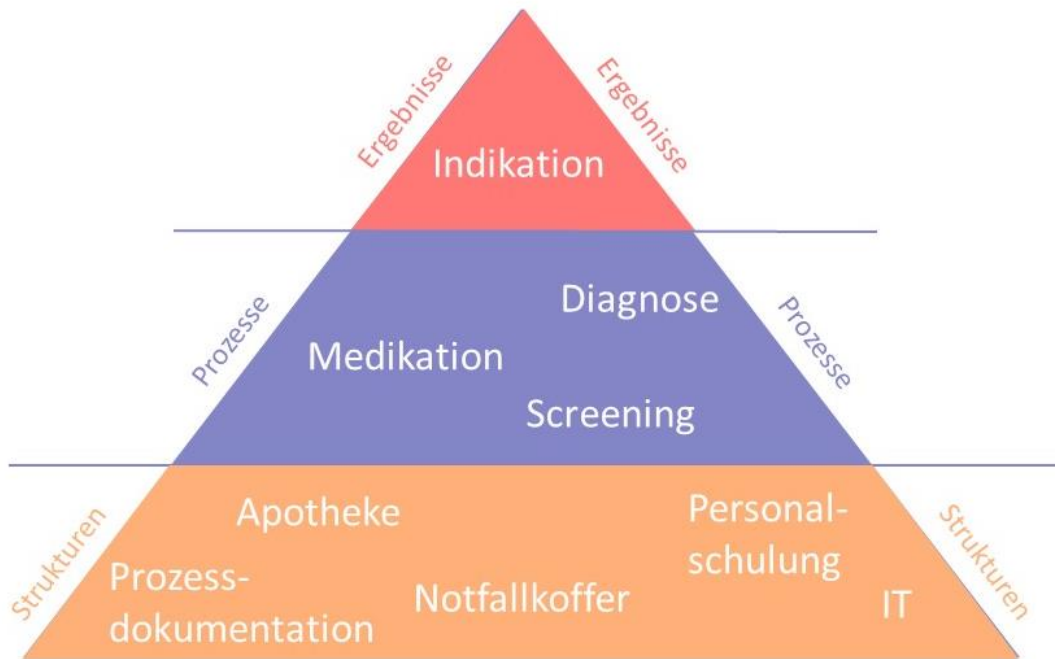 Ergebnisse
Ergebnisse
Indikation
Prozesse
Prozesse
Diagnose
Medikation
Screening
Strukturen
Strukturen
Apotheke
Personal-
schulung
Prozess-
dokumentation
Notfallkoffer
IT